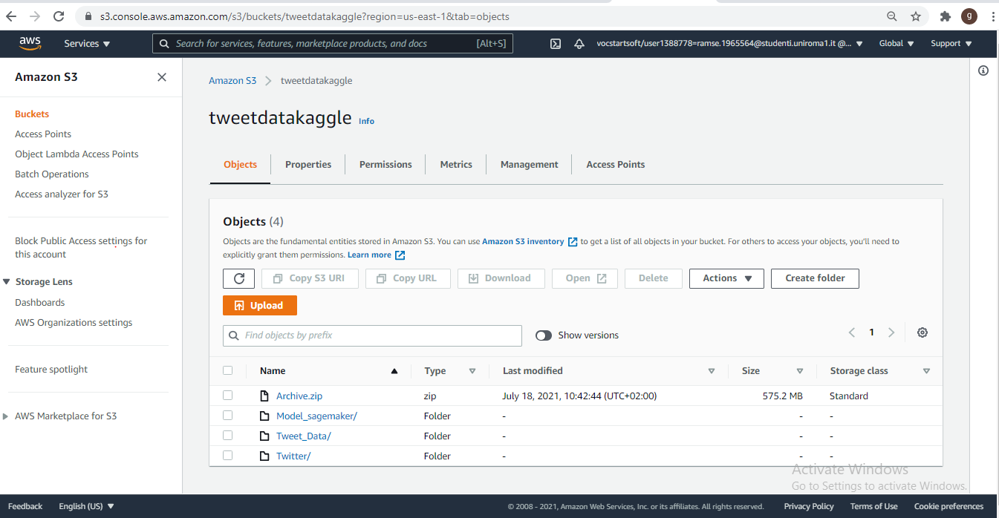 s3.console.aws.amazon.com/s3/buckets/tweetdatakaggle?region=us-east-1&tab=objects
g
aws Services Search for services, features, marketplace products, and docs [Alt+S] vocstartsoft/user1388778=ramse.1965564@studenti.uniroma1.it @... Global Support
Amazon S3
Buckets
Access Points
Object Lambda Access Points
Batch Operations
Access analyzer for S3
Block Public Access settings for
this account
Storage Lens
Dashboards
AWS Organizations settings
Feature spotlight
AWS Marketplace for S3
Amazon S3 tweetdatakaggle
tweetdatakaggle Info
Objects Properties Permissions Metrics Management Access Points
Objects (4)
Objects are the fundamental entities stored in Amazon S3. You can use Amazon S3 inventory to get a list of all objects in your bucket. For others to access your objects, you'll need to
explicitly grant them permissions. Learn more
Copy S3 URI Copy URL Download Open Delete Actions Create folder
Upload
Find objects by prefix Show versions 1
Name Type Last modified Size Storage class
Archive.zip zip July 18, 2021, 10:42:44 (UTC+02:00) 575.2 MB Standard
Model_sagemaker/ Folder - - -
Tweet_Data/ Folder - - -
Twitter/ Folder - - -
Activate Windows
Go to Settings to activate Windows.
Feedback English (US) © 2008 - 2021, Amazon Web Services, Inc. or its affiliates. All rights reserved. Privacy Policy Terms of Use Cookie preferences